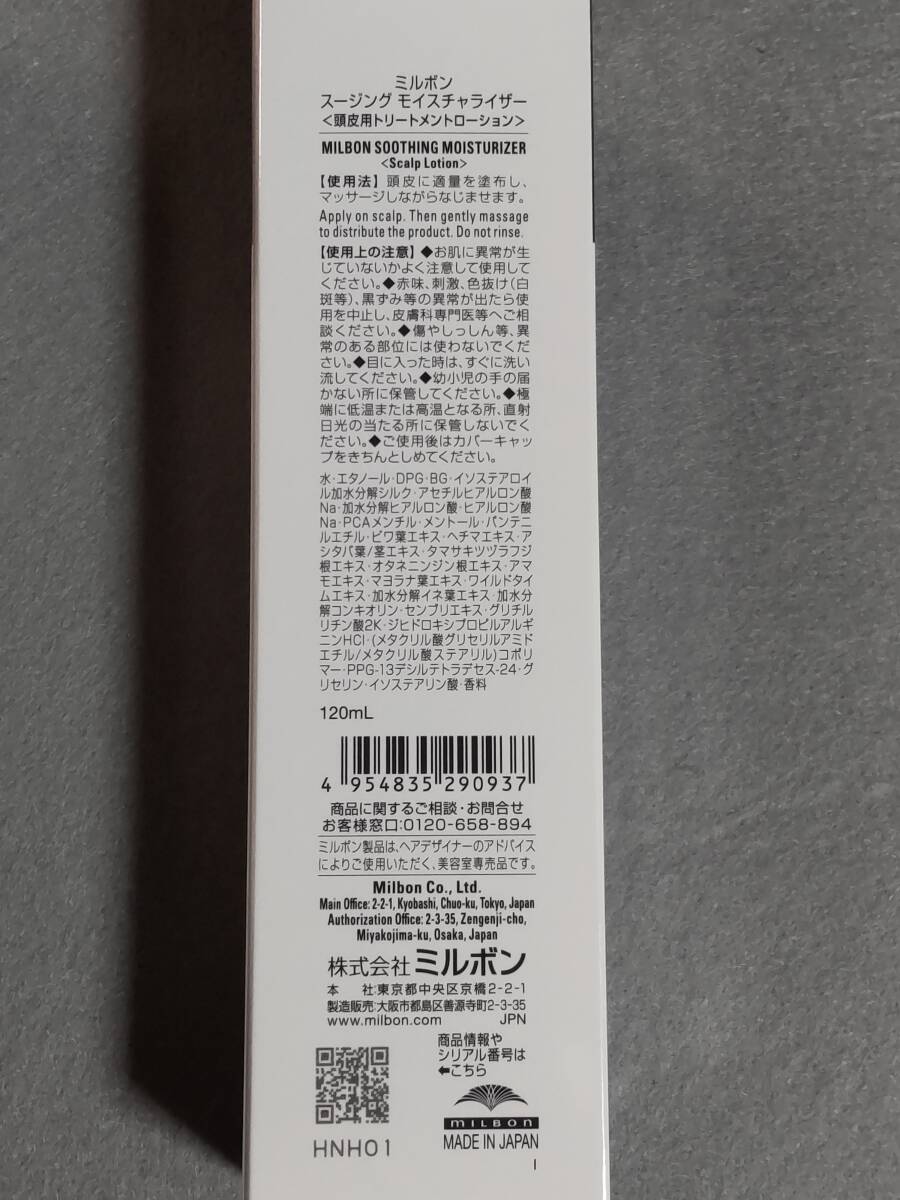 ミルボン
スージング モイスチャライザー
<頭皮用トリートメントローション>
MILBON SOOTHING MOISTURIZER
<Scalp Lotion>
【使用法】頭皮に適量を塗布し、
マッサージしながらなじませます。
Apply on scalp. Then gently massage
to distribute the product. Do not rinse.
【使用上の注意】◆お肌に異常が生
じていないかよく注意して使用して
ください。◆赤味、刺激、色抜け(白
斑等)、黒ずみ等の異常が出たら使
用を中止し、皮膚科専門医等へご相
談ください。◆傷やしっしん等、異
常のある部位には使わないでくだ
さい。◆目に入った時は、すぐに洗い
流してください。◆幼小児の手の届
かない所に保管してください。◆極
端に低温または高温となる所、直射
日光の当たる所に保管しないでく
ださい。◆ご使用後はカバーキャッ
プをきちんとしめてください。
水・エタノール・DPG・BG・イソステアロイ
ル加水分解シルク・アセチルヒアルロン酸
Na・加水分解ヒアルロン酸・ヒアルロン酸
Na・PCAメンチル・メントール・パンテニ
ルエチル・ビワ葉エキス・ヘチマエキス・ア
シタバ葉/茎エキス・タマサキツヅラフジ
根エキス・オタネニンジン根エキス・アマ
モエキス・マヨラナ葉エキス・ワイルドタイ
ムエキス・加水分解イネ葉エキス・加水分
解コンキオリン・センブリエキス・グリチル
リチン酸2K・ジヒドロキシプロピルアルギ
ニンHCl・(メタクリル酸グリセリルアミド
エチル/メタクリル酸ステアリル)コポリ
マー・PPG-13デシルテトラデセス-24・グ
リセリン・イソステアリン酸・香料
120mL
4 954835 290937
商品に関するご相談・お問合せ
お客様窓口:0120-658-894
ミルボン製品は、ヘアデザイナーのアドバイス
によりご使用いただく、美容室専売品です。
Milbon Co., Ltd.
Main Office: 2-2-1, Kyobashi, Chuo-ku, Tokyo, Japan
Authorization Office: 2-3-35, Zengenji-cho,
Miyakojima-ku, Osaka, Japan
株式会社 ミルボン
本 社:東京都中央区京橋2-2-1
製造販売:大阪市都島区善源寺町2-3-35
www.milbon.com JPN
商品情報や
シリアル番号は
⬅こちら
HNH01
MILBON
MADE IN JAPAN
I